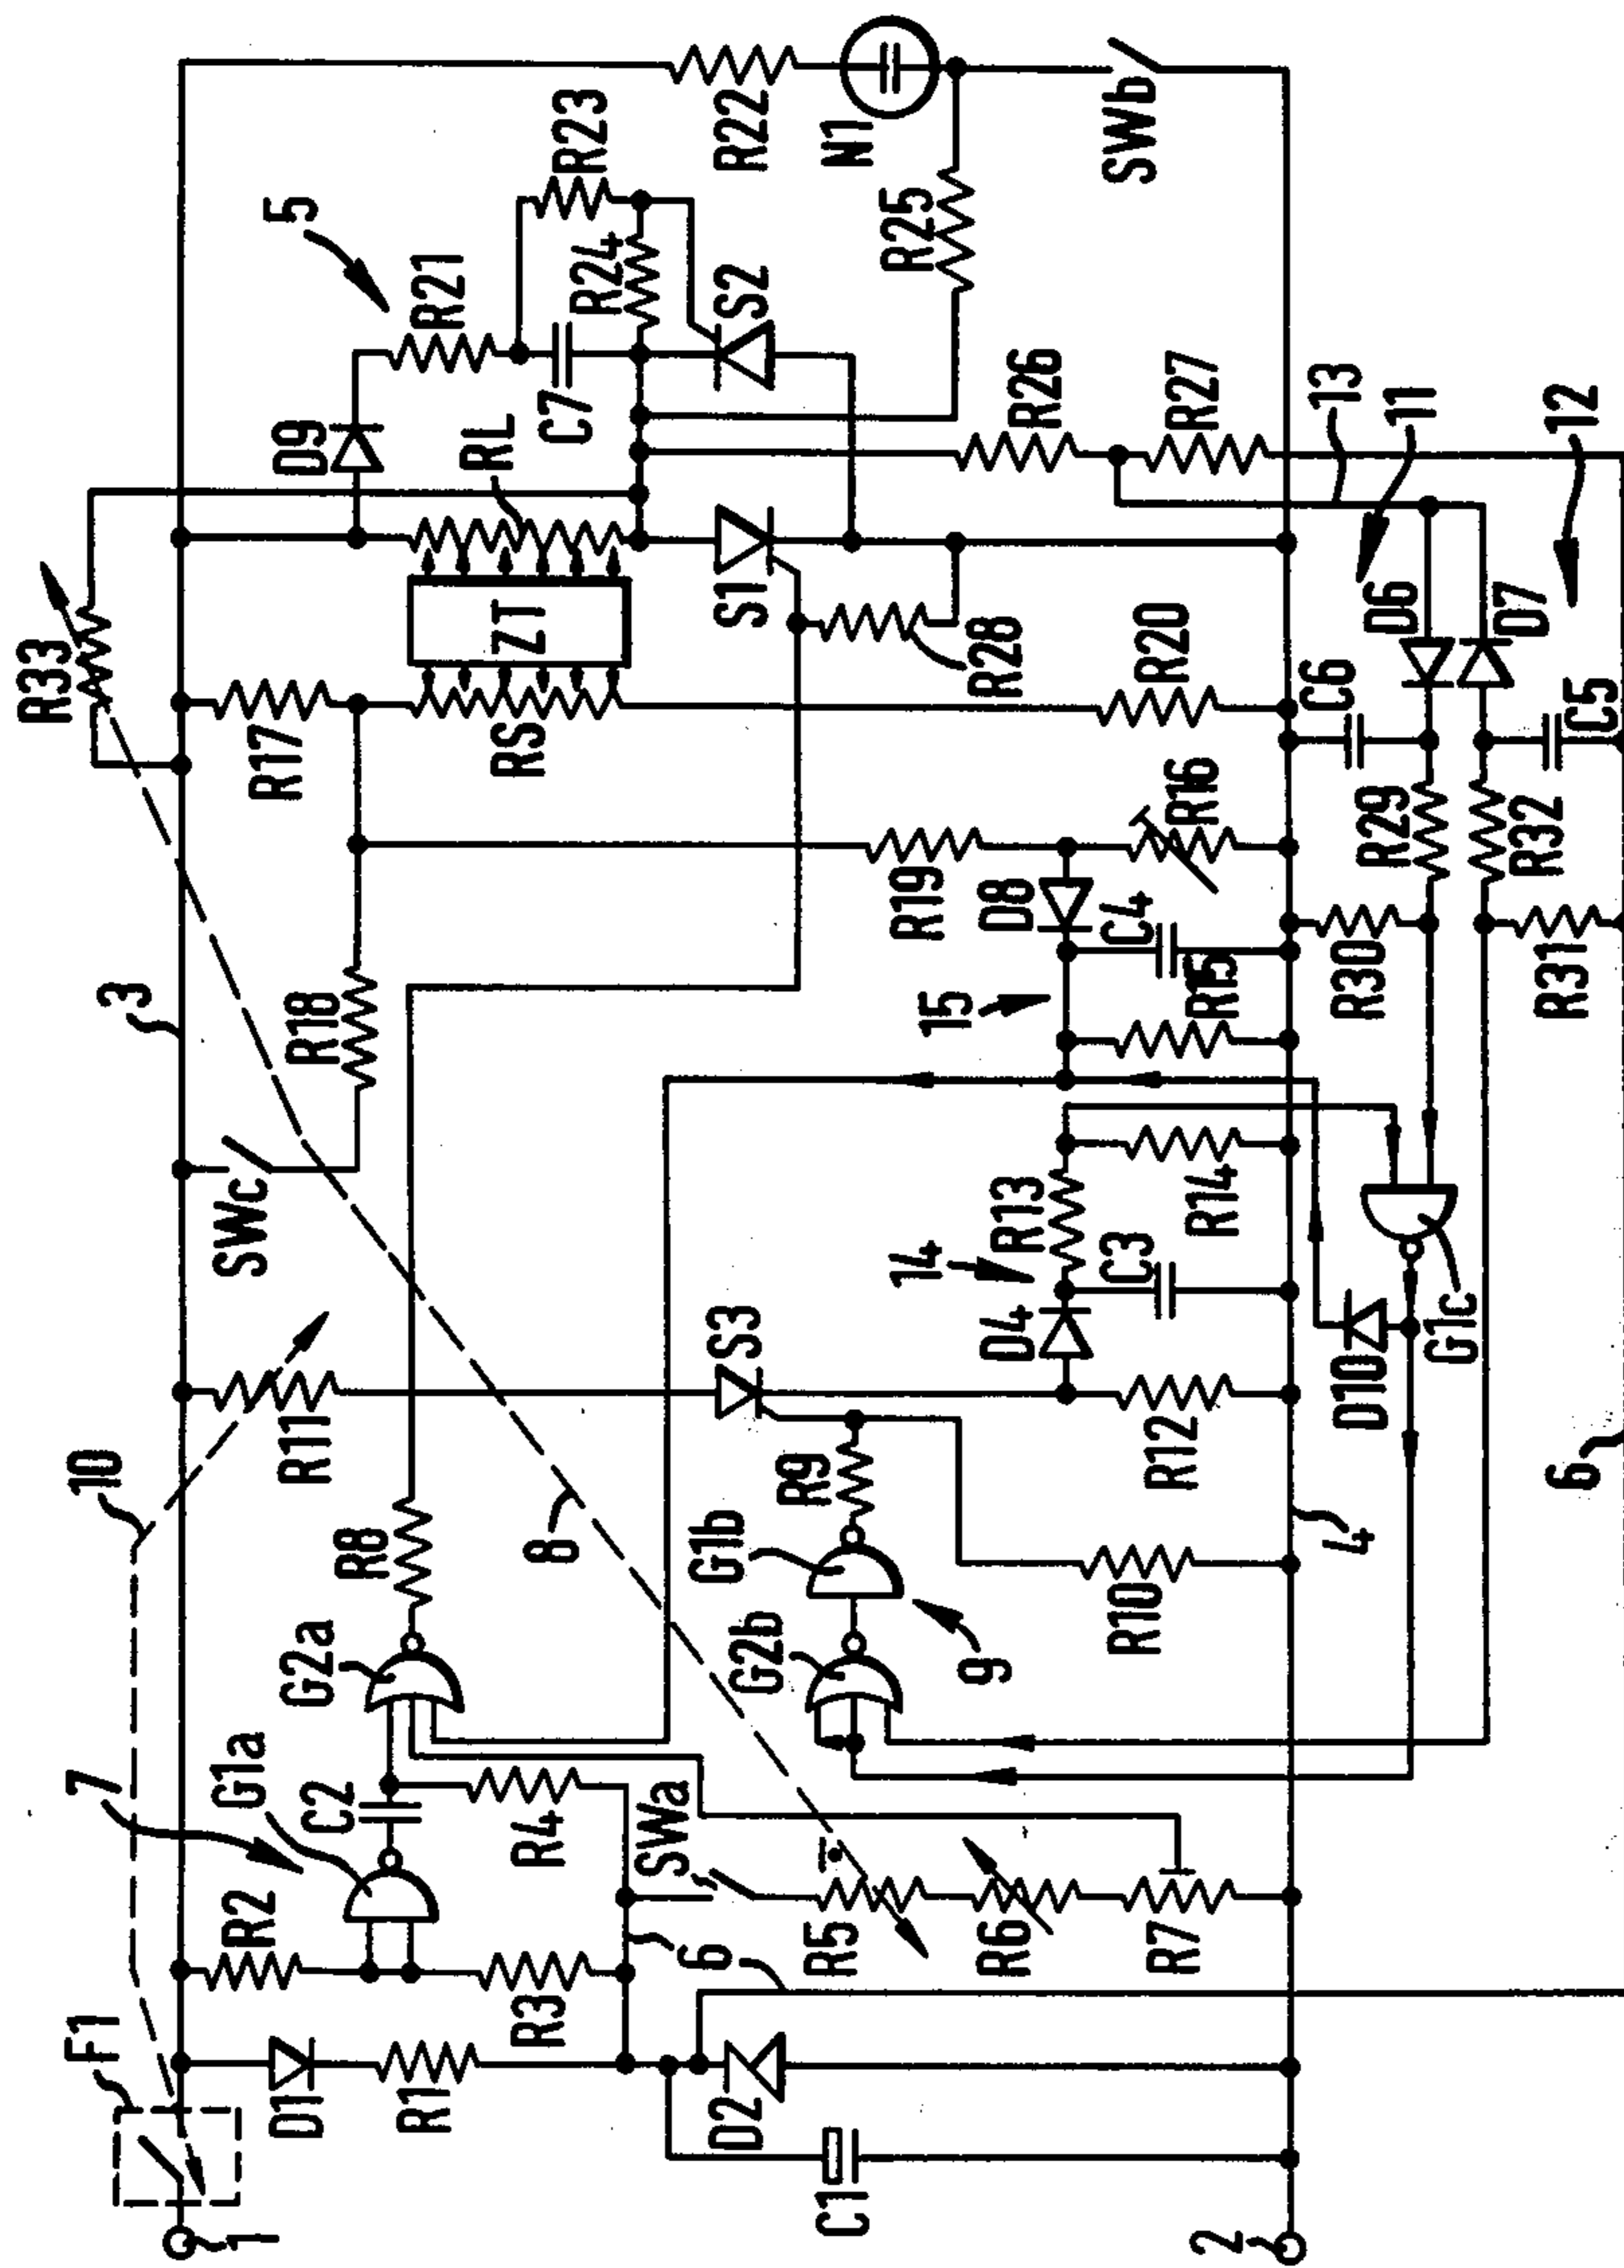 F1
1
7
10
3
R33
5
D1
R1
R2
G1a
C2
G2a
R8
R11
SWc
R18
R17
ZT
RS
RL
D9
R21
C7
R24
R23
S2
R22
N1
R3
R4
SWa
8
G2b
G1b
R9
S3
S1
R28
R25
SWb
C1
D2
6
R5
R6
R7
T°
9
R10
R12
D4
14
R13
C3
R14
15
R15
C4
D8
R19
R16
R20
R26
R27
2
4
D10
G1c
R30
R29
C6
D6
11
13
6
R31
R32
C5
D7
12